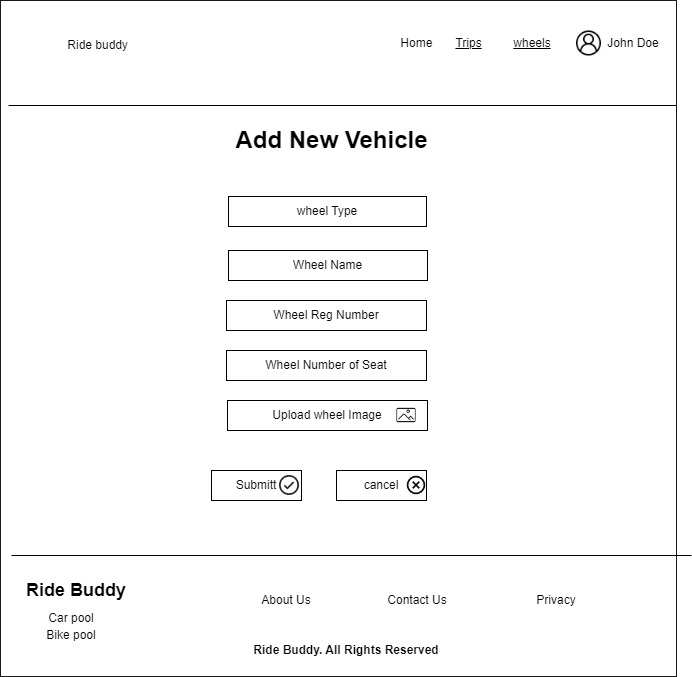 Ride buddy
Home
Trips
wheels
John Doe
Add New Vehicle
wheel Type
Wheel Name
Wheel Reg Number
Wheel Number of Seat
Upload wheel Image
Submitt
cancel
Ride Buddy
Car pool
Bike pool
About Us
Contact Us
Privacy
Ride Buddy. All Rights Reserved